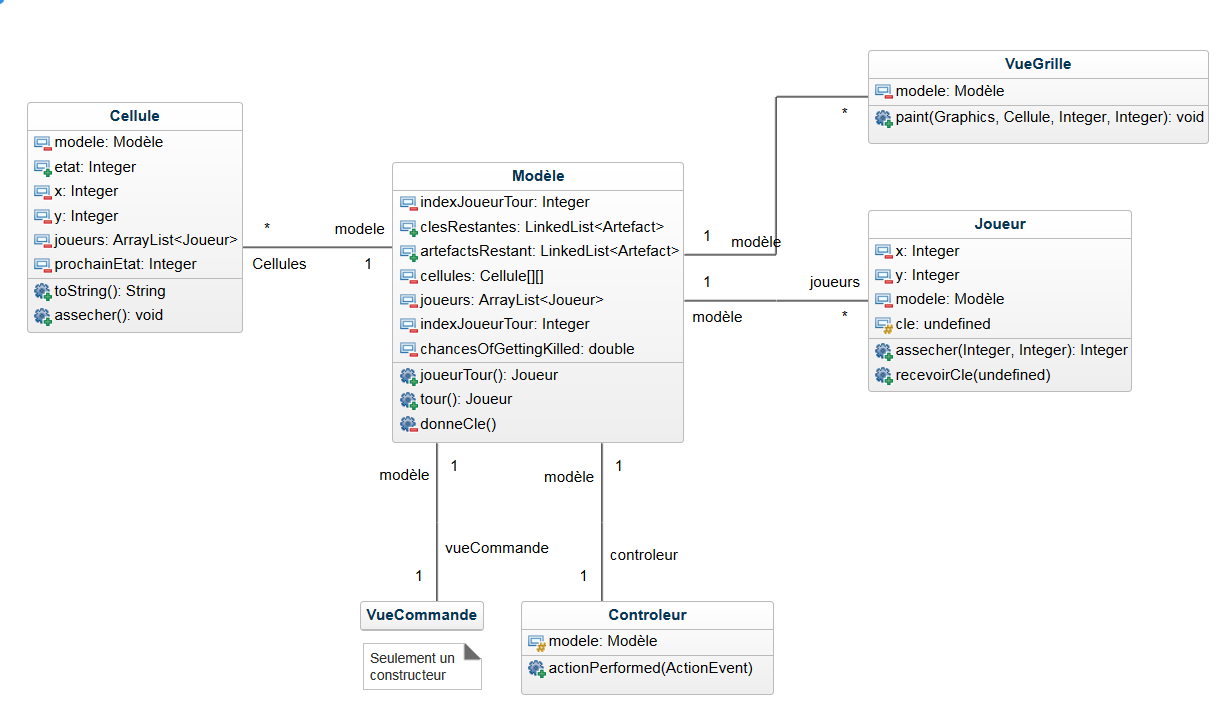 Cellule
modele: Modèle
etat: Integer
x: Integer
y: Integer
joueurs: ArrayList<Joueur>
prochainEtat: Integer
toString(): String
assecher(): void
*
Cellules
modele
1
Modèle
indexJoueurTour: Integer
clesRestantes: LinkedList<Artefact>
artefactsRestant: LinkedList<Artefact>
cellules: Cellule[][]
joueurs: ArrayList<Joueur>
indexJoueurTour: Integer
chancesOfGettingKilled: double
joueurTour(): Joueur
tour(): Joueur
donneCle()
1
modèle
*
VueGrille
modele: Modèle
paint(Graphics, Cellule, Integer, Integer): void
1
modèle
joueurs
*
Joueur
x: Integer
y: Integer
modele: Modèle
cle: undefined
assecher(Integer, Integer): Integer
recevoirCle(undefined)
modèle
1
vueCommande
1
VueCommande
Seulement un
constructeur
modèle
1
controleur
1
Controleur
modele: Modèle
actionPerformed(ActionEvent)